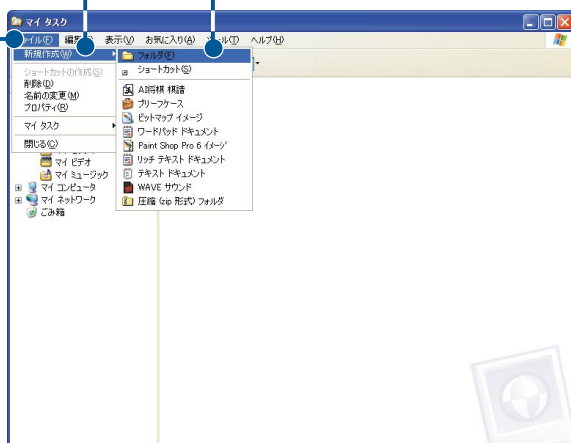 マイ タスク
ァイル(F) 編集 表示(V) お気に入り(A) ール(T) ヘルプ(H)
新規作成(W)
ショートカットの作成(S)
削除(D)
名前の変更(M)
プロパティ(R)
マイ タスク
閉じる(C)
フォルダ(F)
ショートカット(S)
AI将棋 棋譜
ブリーフケース
ビットマップ イメージ
ワードパッド ドキュメント
Paint Shop Pro 6 イメージ
リッチ テキスト ドキュメント
テキスト ドキュメント
WAVE サウンド
圧縮 (zip 形式) フォルダ
マイ ビデオ
マイ ミュージック
マイ コンピュータ
マイ ネットワーク
ごみ箱